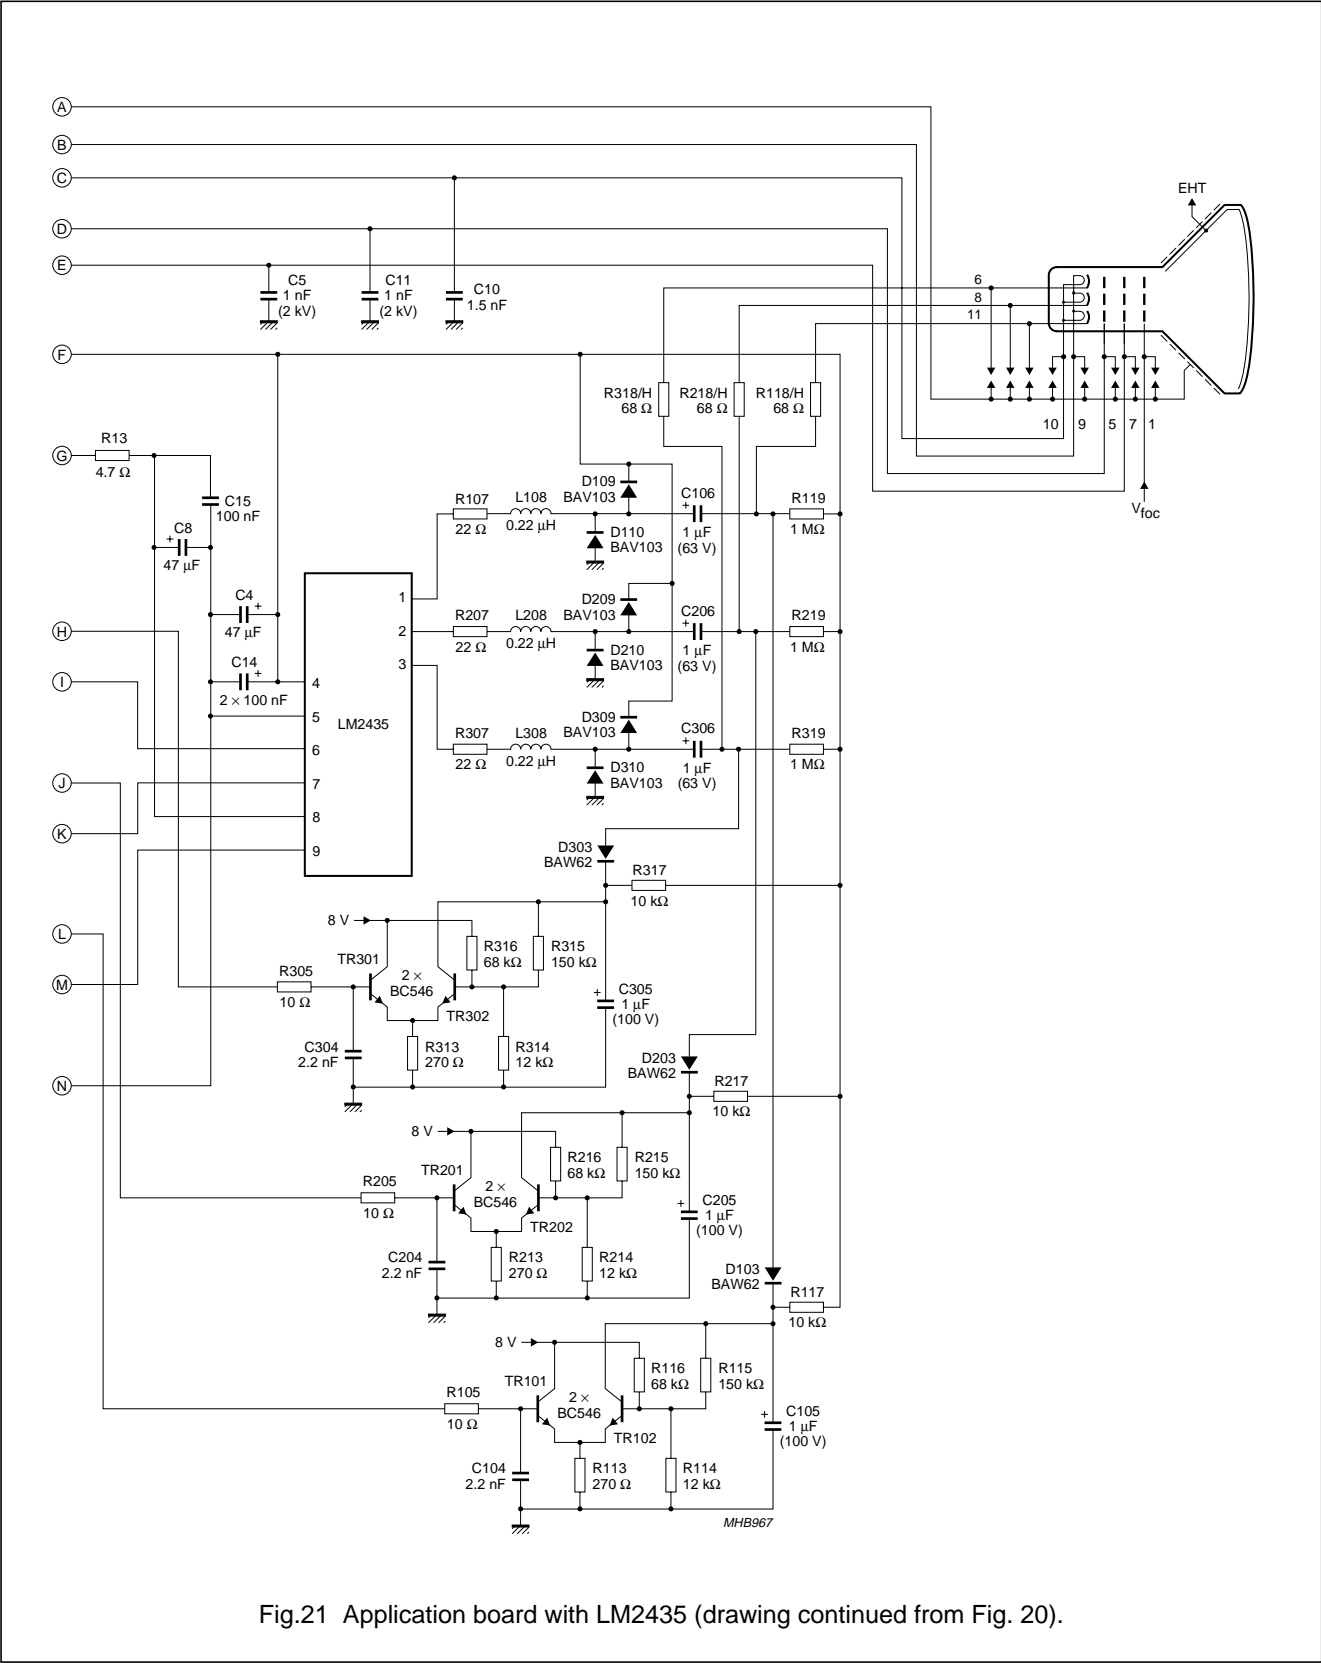 A
B
C
D
E
EHT
C5
1 nF
(2 kV)
C11
1 nF
(2 kV)
C10
1.5 nF
6
8
11
F
R318/H
68 Ω
R218/H
68 Ω
R118/H
68 Ω
10 9 5 7 1
Vfoc
G
R13
4.7 Ω
C15
100 nF
C8
+
47 μF
C4
+
47 μF
C14
+
2 × 100 nF
H
I
J
K
L
M
N
1
2
3
4
5
6
7
8
9
LM2435
R107
22 Ω
L108
0.22 μH
D109
BAV103
D110
BAV103
C106
+
1 μF
(63 V)
R119
1 MΩ
R207
22 Ω
L208
0.22 μH
D209
BAV103
D210
BAV103
C206
+
1 μF
(63 V)
R219
1 MΩ
R307
22 Ω
L308
0.22 μH
D309
BAV103
D310
BAV103
C306
+
1 μF
(63 V)
R319
1 MΩ
D303
BAW62
R317
10 kΩ
8 V
R316
68 kΩ
R315
150 kΩ
TR301
2 ×
BC546
TR302
R305
10 Ω
C304
2.2 nF
R313
270 Ω
R314
12 kΩ
+
C305
1 μF
(100 V)
D203
BAW62
R217
10 kΩ
8 V
R216
68 kΩ
R215
150 kΩ
TR201
2 ×
BC546
TR202
R205
10 Ω
C204
2.2 nF
R213
270 Ω
R214
12 kΩ
+
C205
1 μF
(100 V)
D103
BAW62
R117
10 kΩ
8 V
R116
68 kΩ
R115
150 kΩ
TR101
2 ×
BC546
TR102
R105
10 Ω
C104
2.2 nF
R113
270 Ω
R114
12 kΩ
+
C105
1 μF
(100 V)
MHB967
Fig.21 Application board with LM2435 (drawing continued from Fig. 20).